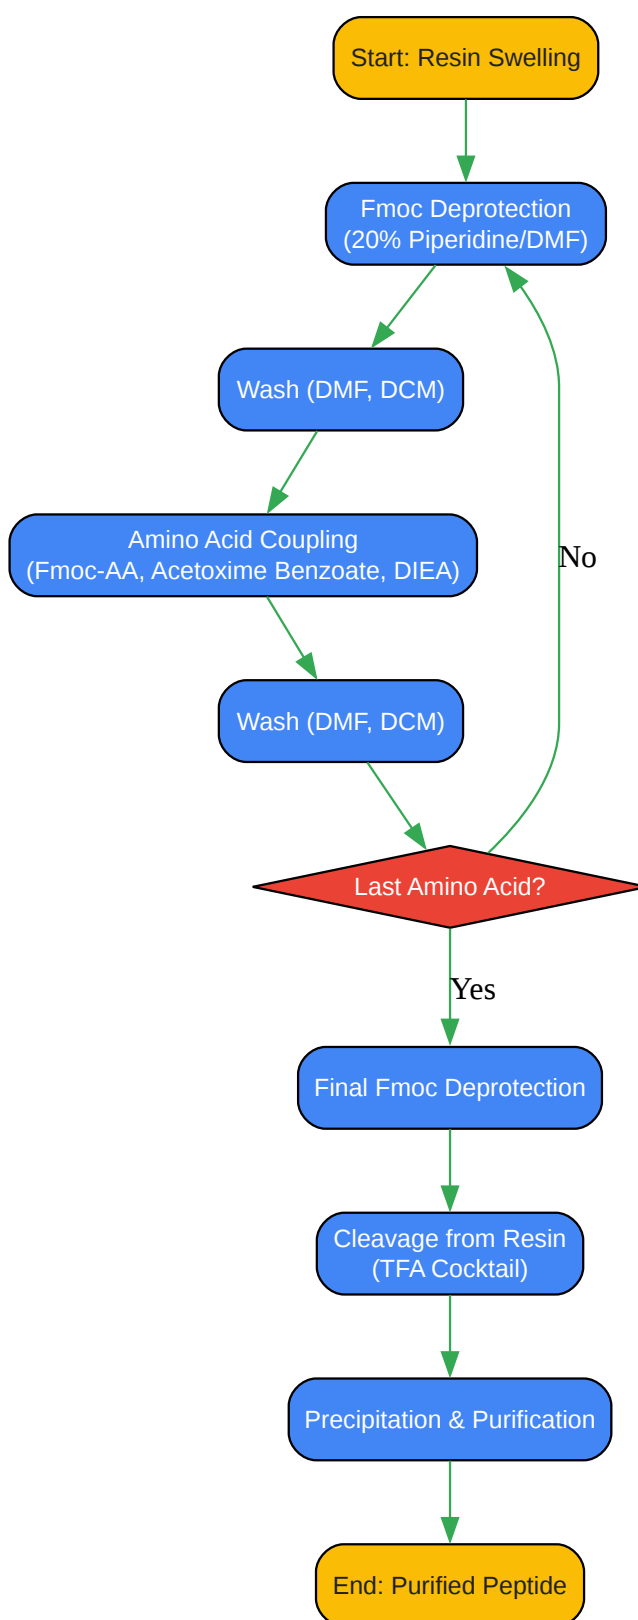 Start: Resin Swelling
Fmoc Deprotection
(20% Piperidine/DMF)
Wash (DMF, DCM)
Amino Acid Coupling
(Fmoc-AA, Acetoxime Benzoate, DIEA)
No
Wash (DMF, DCM)
Last Amino Acid?
Yes
Final Fmoc Deprotection
Cleavage from Resin
(TFA Cocktail)
Precipitation & Purification
End: Purified Peptide